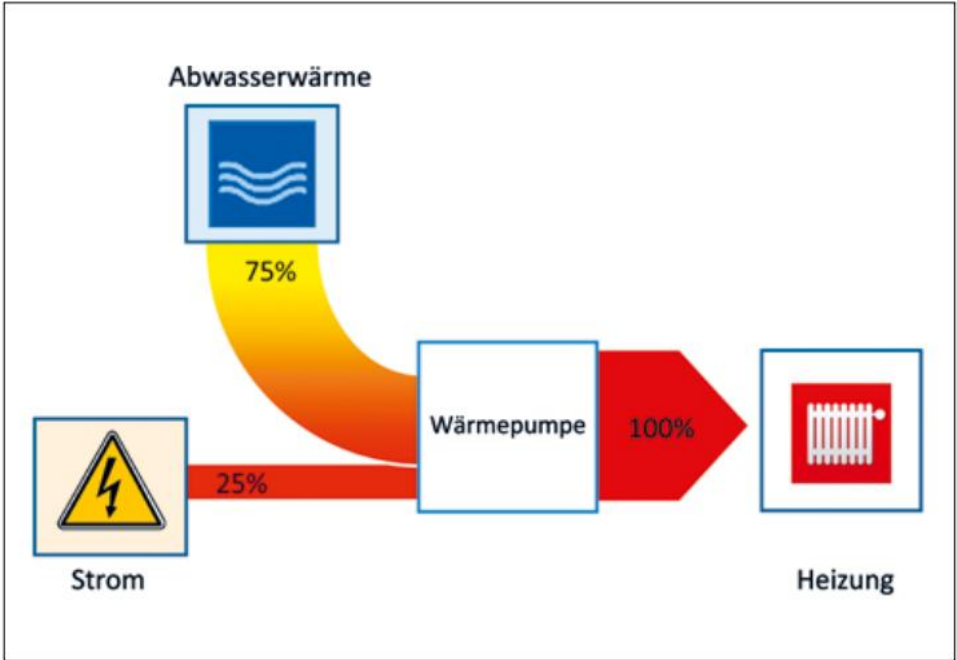 Abwasserwärme
75%
Wärmepumpe
100%
25%
Strom
Heizung